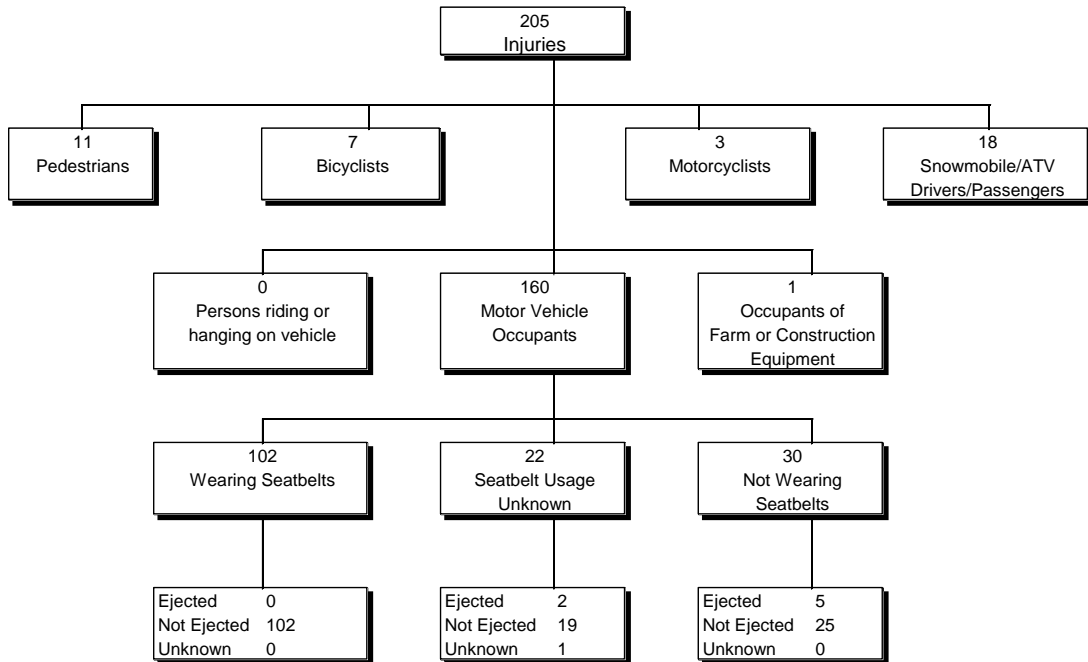 205
Injuries
11
Pedestrians
7
Bicyclists
3
Motorcyclists
18
Snowmobile/ATV
Drivers/Passengers
0
Persons riding or
hanging on vehicle
160
Motor Vehicle
Occupants
1
Occupants of
Farm or Construction
Equipment
102
Wearing Seatbelts
22
Seatbelt Usage
Unknown
30
Not Wearing
Seatbelts
Ejected 0
Not Ejected 102
Unknown 0
Ejected 2
Not Ejected 19
Unknown 1
Ejected 5
Not Ejected 25
Unknown 0